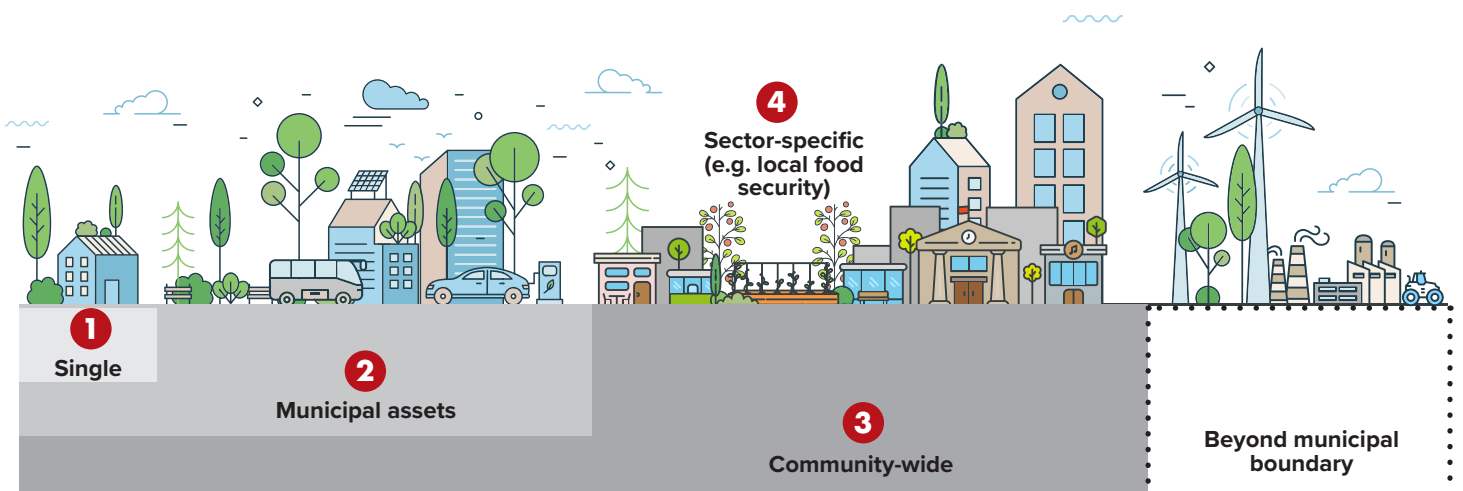 1
Single
2
Municipal assets
4
Sector-specific
(e.g. local food
security)
3
Community-wide
Beyond municipal
boundary